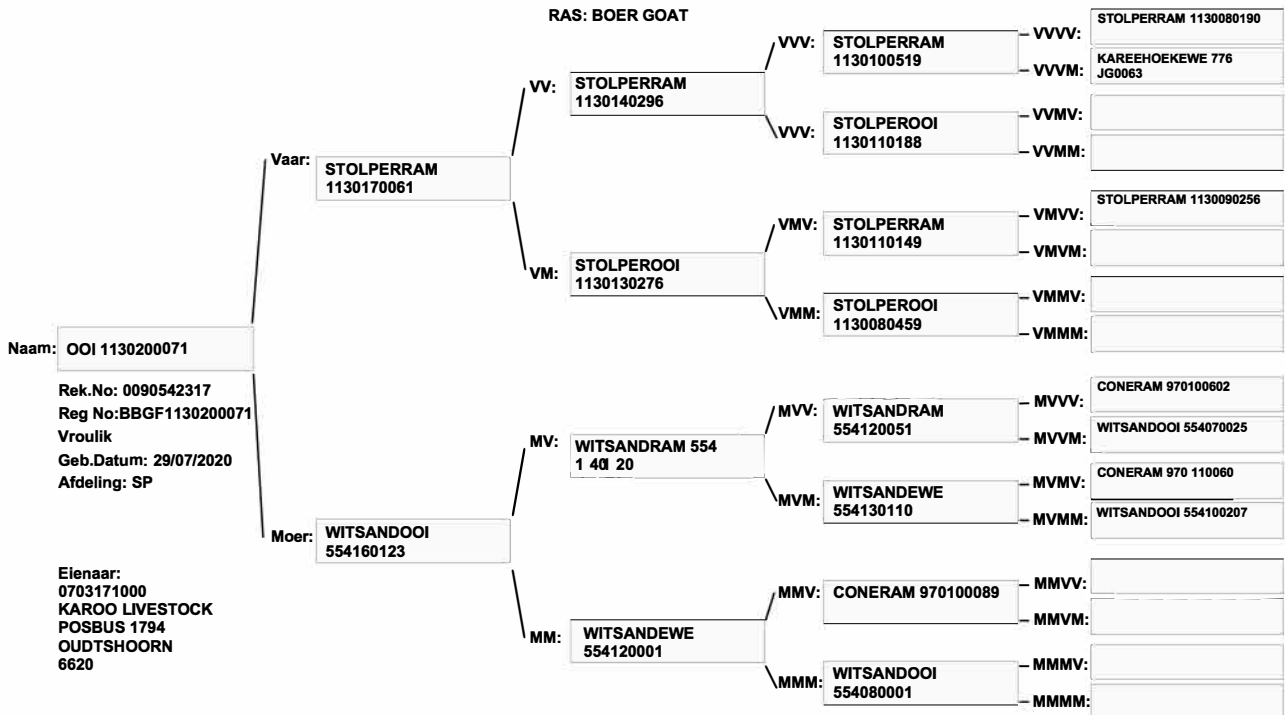 RAS: BOER GOAT
Naam: OOI 1130200071
Rek.No: 0090542317
Reg No:BBGF1130200071
Vroulik
Geb.Datum: 29/07/2020
Afdeling: SP
Eienaar:
0703171000
KAROO LIVESTOCK
POSBUS 1794
OUDTSHOORN
6620
Vaar: STOLPERRAM
1130170061
Moer: WITSANDOOI
554160123
VV: STOLPERRAM
1130140296
VM: STOLPEROOI
1130130276
MV: WITSANDRAM 554
1 40 20
MM: WITSANDEWE
554120001
VVV: STOLPERRAM
1130100519
VVV: STOLPEROOI
1130110188
VMV: STOLPERRAM
1130110149
VMM: STOLPEROOI
1130080459
MVV: WITSANDRAM
554120051
MVM: WITSANDEWE
554130110
MMV: CONERAM 970100089
MMM: WITSANDOOI
554080001
VVVV: STOLPERRAM 1130080190
VVVM: KAREEHOEKEWE 776
JG0063
VVMV:
VVMM:
VMVV: STOLPERRAM 1130090256
VMVM:
VMMV:
VMMM:
MVVV: CONERAM 970100602
MVVM: WITSANDOOI 554070025
MVMV: CONERAM 970 110060
MVMM: WITSANDOOI 554100207
MMVV:
MMVM:
MMMV:
MMMM: